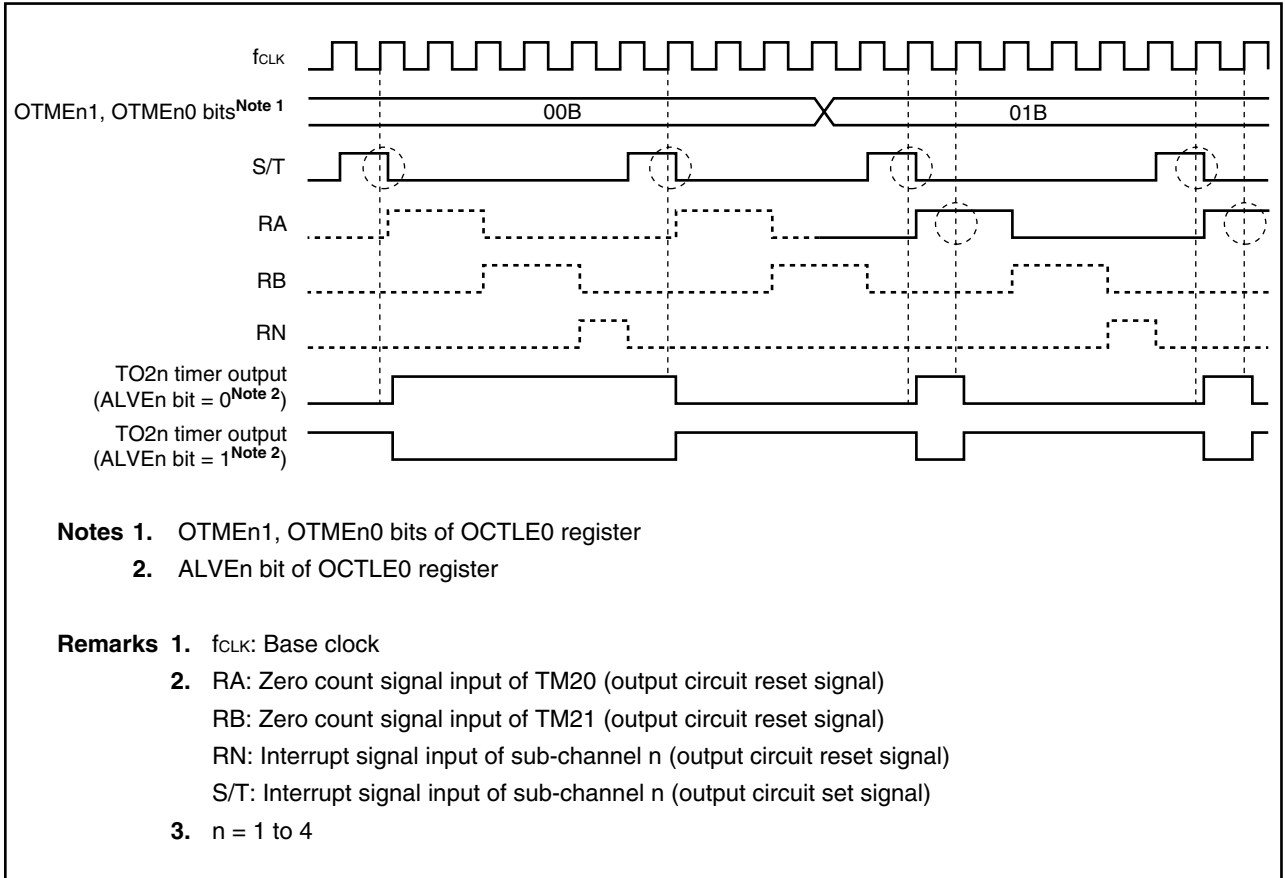 fCLK
OTMEn1, OTMEn0 bitsNote 1
00B
01B
S/T
RA
RB
RN
TO2n timer output
(ALVEn bit = 0Note 2)
TO2n timer output
(ALVEn bit = 1Note 2)
Notes 1. OTMEn1, OTMEn0 bits of OCTLE0 register
2. ALVEn bit of OCTLE0 register
Remarks 1. fCLK: Base clock
2. RA: Zero count signal input of TM20 (output circuit reset signal)
RB: Zero count signal input of TM21 (output circuit reset signal)
RN: Interrupt signal input of sub-channel n (output circuit reset signal)
S/T: Interrupt signal input of sub-channel n (output circuit set signal)
3. n = 1 to 4